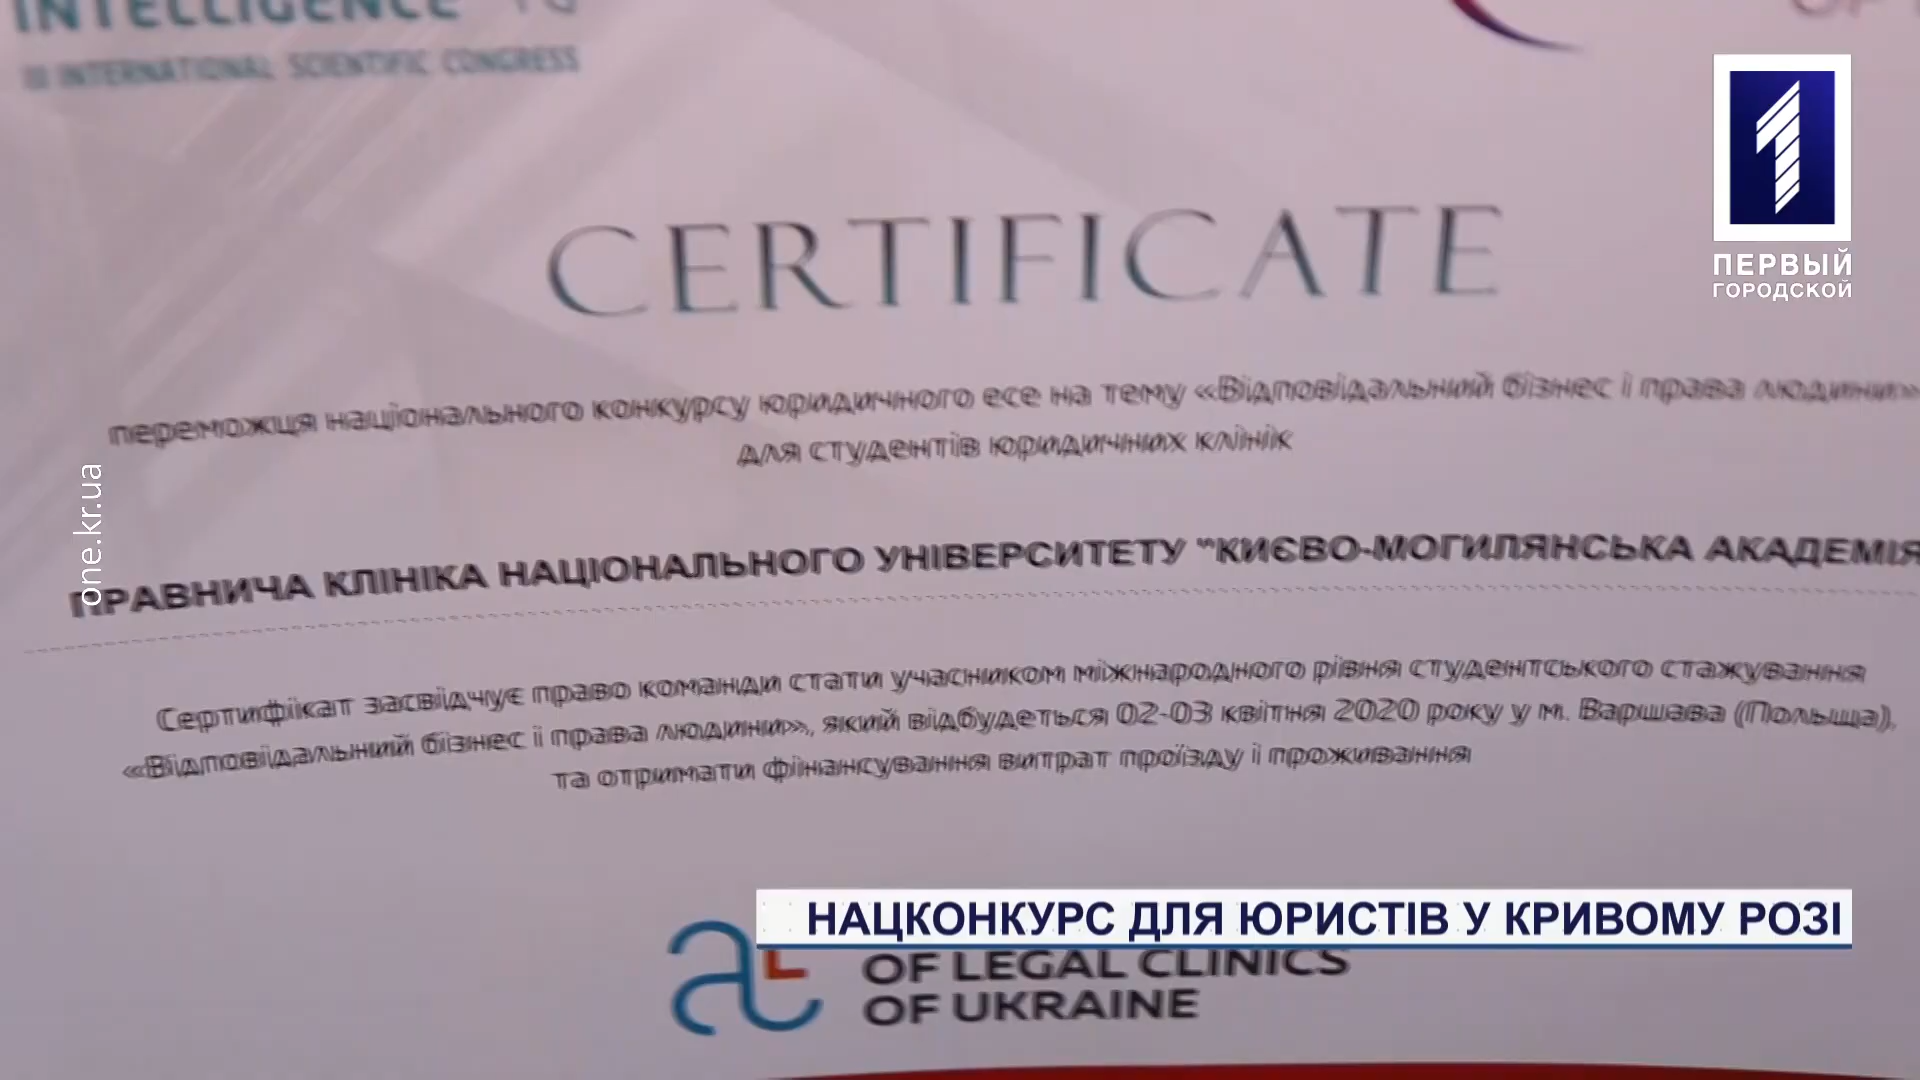 INTELLIGENCE
III INTERNATIONAL SCIENTIFIC CONGRESS
OF
ПЕРВЫЙ
ГОРОДСКОЙ
CERTIFICATE
переможця національного конкурсу юридичного есе на тему «Відповідальний бізнес і права людини»
для студентів юридичних клінік
one.kr.ua
ПРАВНИЧА КЛІНІКА НАЦІОНАЛЬНОГО УНІВЕРСИТЕТУ "КИЄВО-МОГИЛЯНСЬКА АКАДЕМІЯ
Сертифікат засвідчує право команди стати учасником міжнародного рівня студентського стажування
«Відповідальний бізнес і права людини», який відбудеться 02-03 квітня 2020 року у м. Варшава (Польща),
та отримати фінансування витрат проїзду і проживання
НАЦКОНКУРС ДЛЯ ЮРИСТІВ У КРИВОМУ РОЗІ
OF LEGAL CLINICS
OF UKRAINE